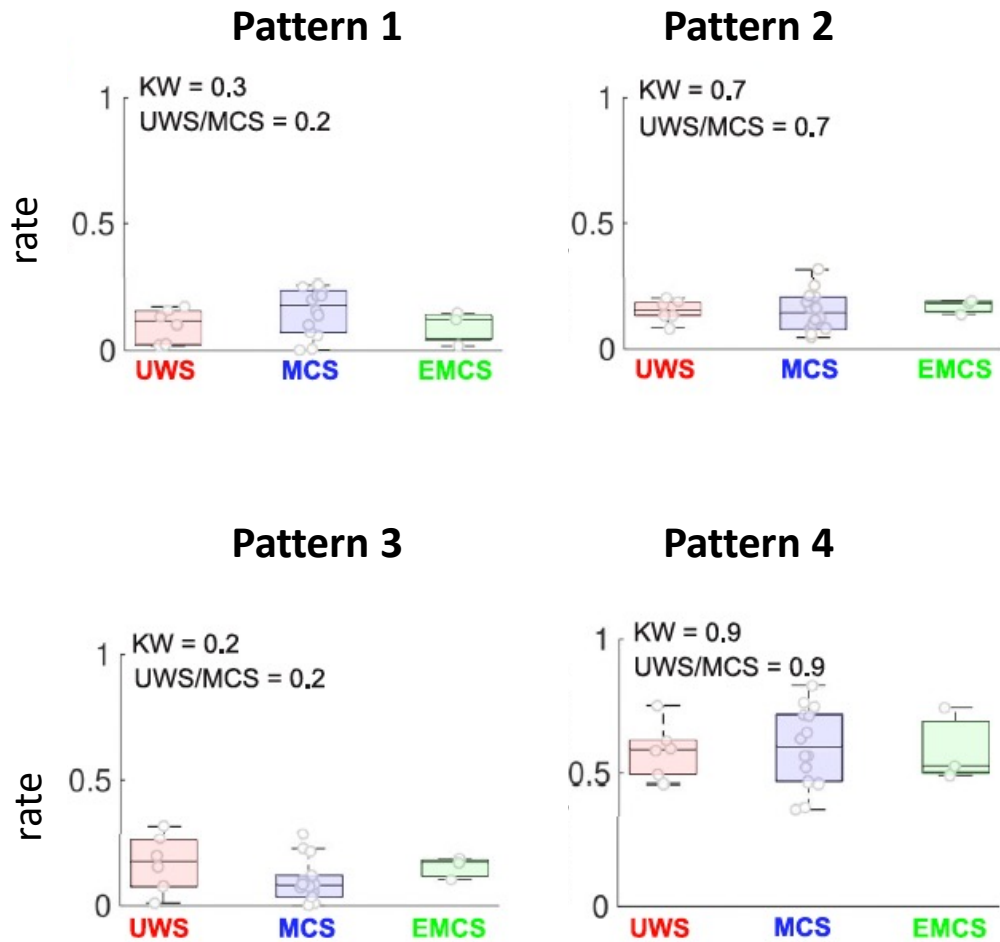 Pattern 1
KW = 0.3
UWS/MCS = 0.2
1
0.5
0
rate
UWS MCS EMCS
Pattern 2
KW = 0.7
UWS/MCS = 0.7
1
0.5
0
UWS MCS EMCS
Pattern 3
KW = 0.2
UWS/MCS = 0.2
1
0.5
0
rate
UWS MCS EMCS
Pattern 4
KW = 0.9
UWS/MCS = 0.9
1
0.5
0
UWS MCS EMCS